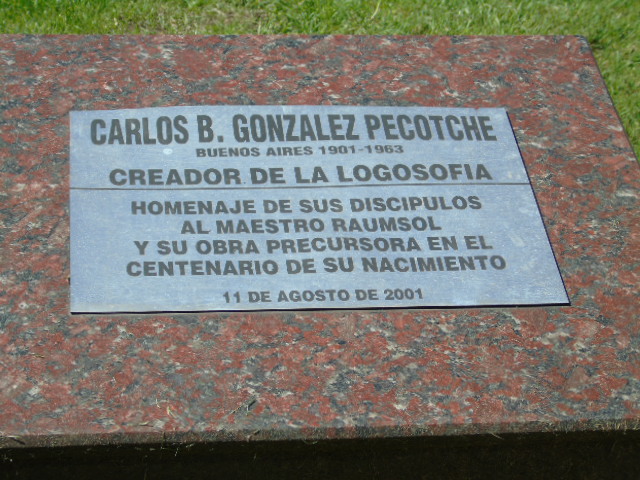 CARLOS B. GONZALEZ PECOTCHE
BUENOS AIRES 1901-1963
CREADOR DE LA LOGOSOFIA
HOMENAJE DE SUS DISCIPULOS
AL MAESTRO RAUMSOL
Y SU OBRA PRECURSORA EN EL
CENTENARIO DE SU NACIMIENTO
11 DE AGOSTO DE 2001